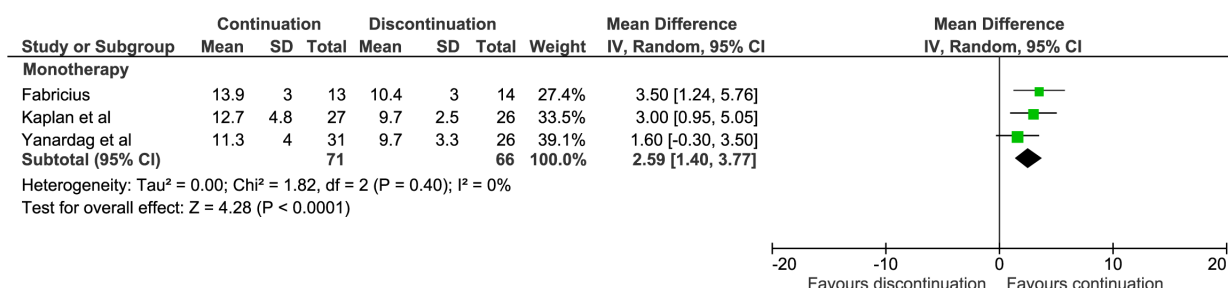 Continuation Discontinuation Mean Difference Mean Difference
Study or Subgroup Mean SD Total Mean SD Total Weight IV, Random, 95% CI IV, Random, 95% CI
Monotherapy
Fabricius 13.9 3 13 10.4 3 14 27.4% 3.50 [1.24, 5.76]
Kaplan et al 12.7 4.8 27 9.7 2.5 26 33.5% 3.00 [0.95, 5.05]
Yanardag et al 11.3 4 31 9.7 3.3 26 39.1% 1.60 [-0.30, 3.50]
Subtotal (95% CI) 71 66 100.0% 2.59 [1.40, 3.77]
Heterogeneity: Tau² = 0.00; Chi² = 1.82, df = 2 (P = 0.40); I² = 0%
Test for overall effect: Z = 4.28 (P < 0.0001)
-20 -10 0 10 20
Favours discontinuation Favours continuation